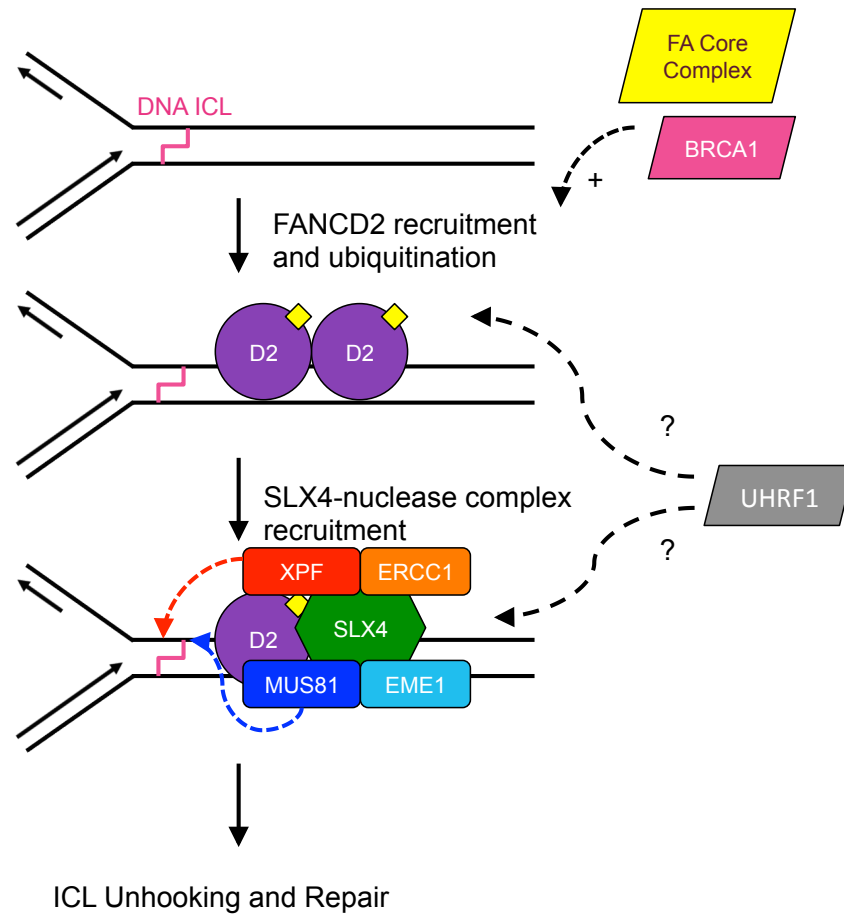 FA Core
Complex
DNA ICL
BRCA1
+
FANCD2 recruitment
and ubiquitination
D2
D2
?
UHRF1
?
SLX4-nuclease complex
recruitment
XPF
ERCC1
D2
SLX4
MUS81
EME1
ICL Unhooking and Repair